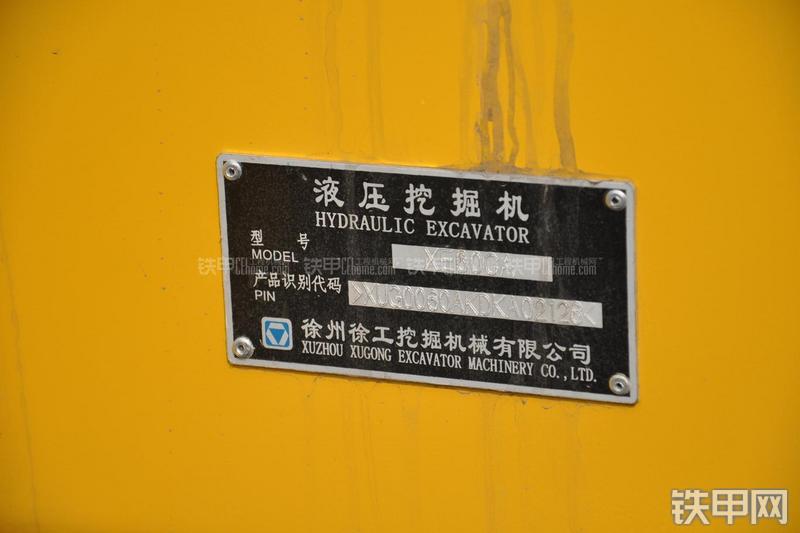 液压挖掘机
HYDRAULIC EXCAVATOR
型 号
MODEL
产品识别代码
PIN
徐州徐工挖掘机械有限公司
XUZHOU XUGONG EXCAVATOR MACHINERY CO.,LTD.
铁甲网